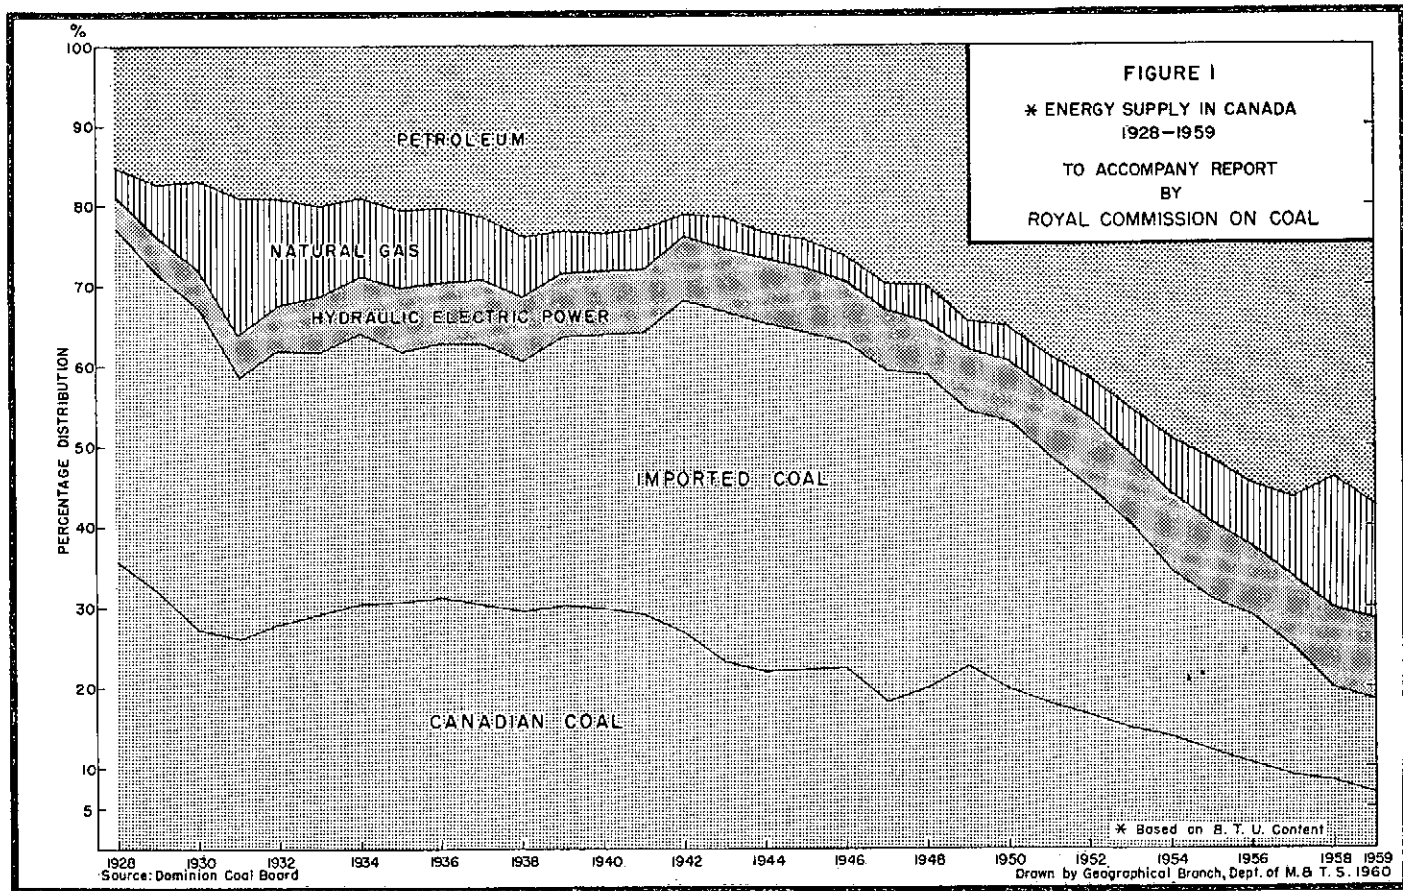 %
100
90
80
70
60
50
40
30
20
10
5
PERCENTAGE DISTRIBUTION
FIGURE 1
* ENERGY SUPPLY IN CANADA
1928-1959
TO ACCOMPANY REPORT
BY
ROYAL COMMISSION ON COAL
PETROLEUM
NATURAL GAS
HYDRAULIC ELECTRIC POWER
IMPORTED COAL
CANADIAN COAL
* Based on B. T. U. Content
1928 1930 1932 1934 1936 1938 1940 1942 1944 1946 1948 1950 1952 1954 1956 1958 1959
Source: Dominion Coal Board
Drawn by Geographical Branch, Dept. of M. & T. S. 1960